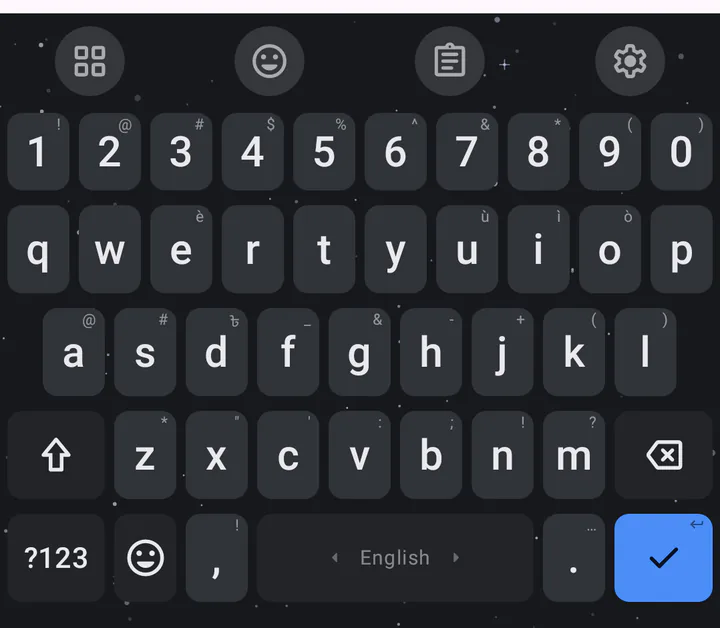 ! @ # $ % ^ & * ( )
1 2 3 4 5 6 7 8 9 0
è ù ì ò
q w e r t y u i o p
@ # _ & - + ( )
a s d f g h j k l
* " ' : ; ! ?
z x c v b n m
! …
?123 , English .